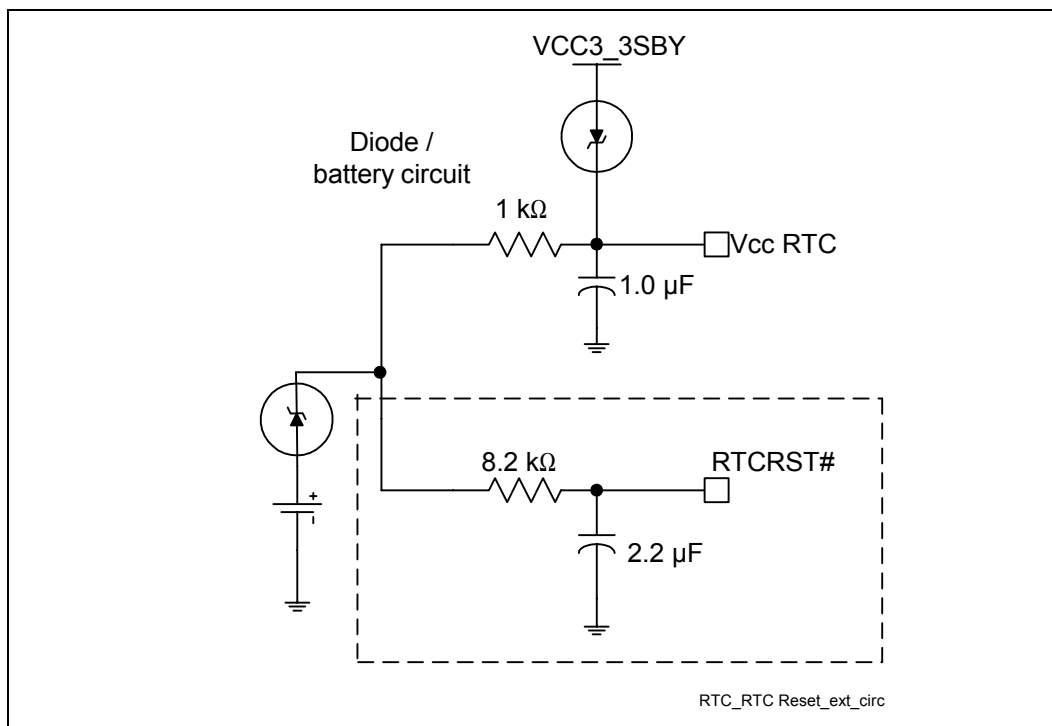 VCC3_3SBY
Diode /
battery circuit
1 kΩ
Vcc RTC
1.0 µF
8.2 kΩ
RTCRST#
+
2.2 µF
RTC_RTC Reset_ext_circ